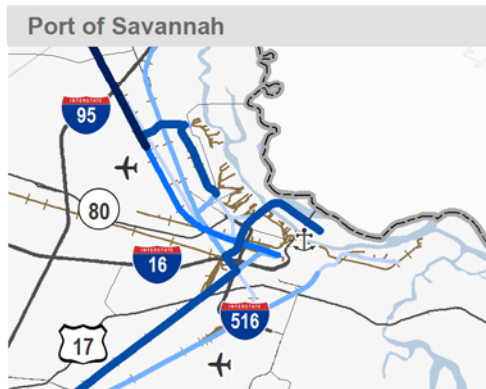 Port of Savannah
INTERSTATE
95
80
INTERSTATE
16
INTERSTATE
516
17